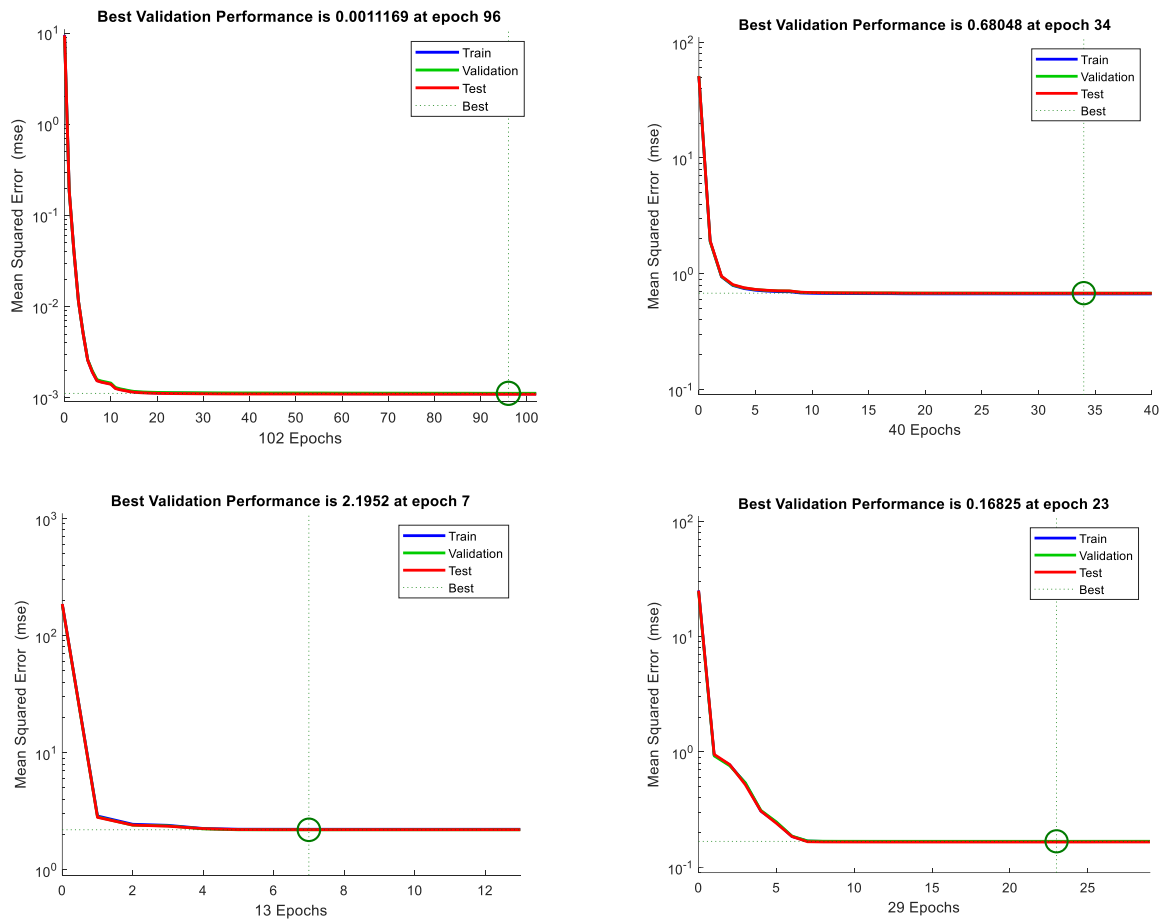 Best Validation Performance is 0.0011169 at epoch 96
Mean Squared Error (mse)
10^1
10^0
10^-1
10^-2
10^-3
Train
Validation
Test
Best
0 10 20 30 40 50 60 70 80 90 100
102 Epochs
Best Validation Performance is 0.68048 at epoch 34
Mean Squared Error (mse)
10^2
10^1
10^0
10^-1
Train
Validation
Test
Best
0 5 10 15 20 25 30 35 40
40 Epochs
Best Validation Performance is 2.1952 at epoch 7
Mean Squared Error (mse)
10^3
10^2
10^1
10^0
Train
Validation
Test
Best
0 2 4 6 8 10 12
13 Epochs
Best Validation Performance is 0.16825 at epoch 23
Mean Squared Error (mse)
10^2
10^1
10^0
10^-1
Train
Validation
Test
Best
0 5 10 15 20 25
29 Epochs